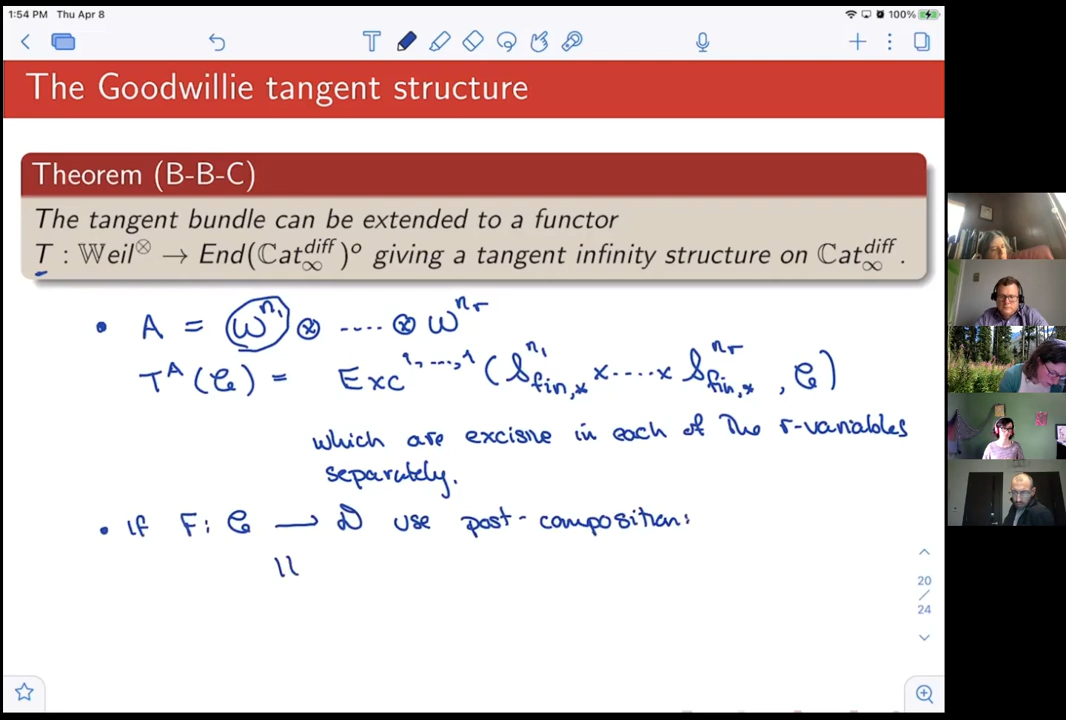 1:54 PM Thu Apr 8
100%
The Goodwillie tangent structure
Theorem (B-B-C)
The tangent bundle can be extended to a functor
T : 𝕎eil^⊗ → End(ℂat_∞^diff)^o giving a tangent infinity structure on ℂat_∞^diff.
• A = W^{n_1} ⊗ .... ⊗ W^{n_r}
T^A(𝒞) = Exc^{1,...,1} (𝒮_{fin,*}^{n_1} x....x 𝒮_{fin,*}^{n_r}, 𝒞)
which are excisive in each of the r-variables
separately.
• If F: 𝒞 → 𝒟 use post-composition:
20
/
24